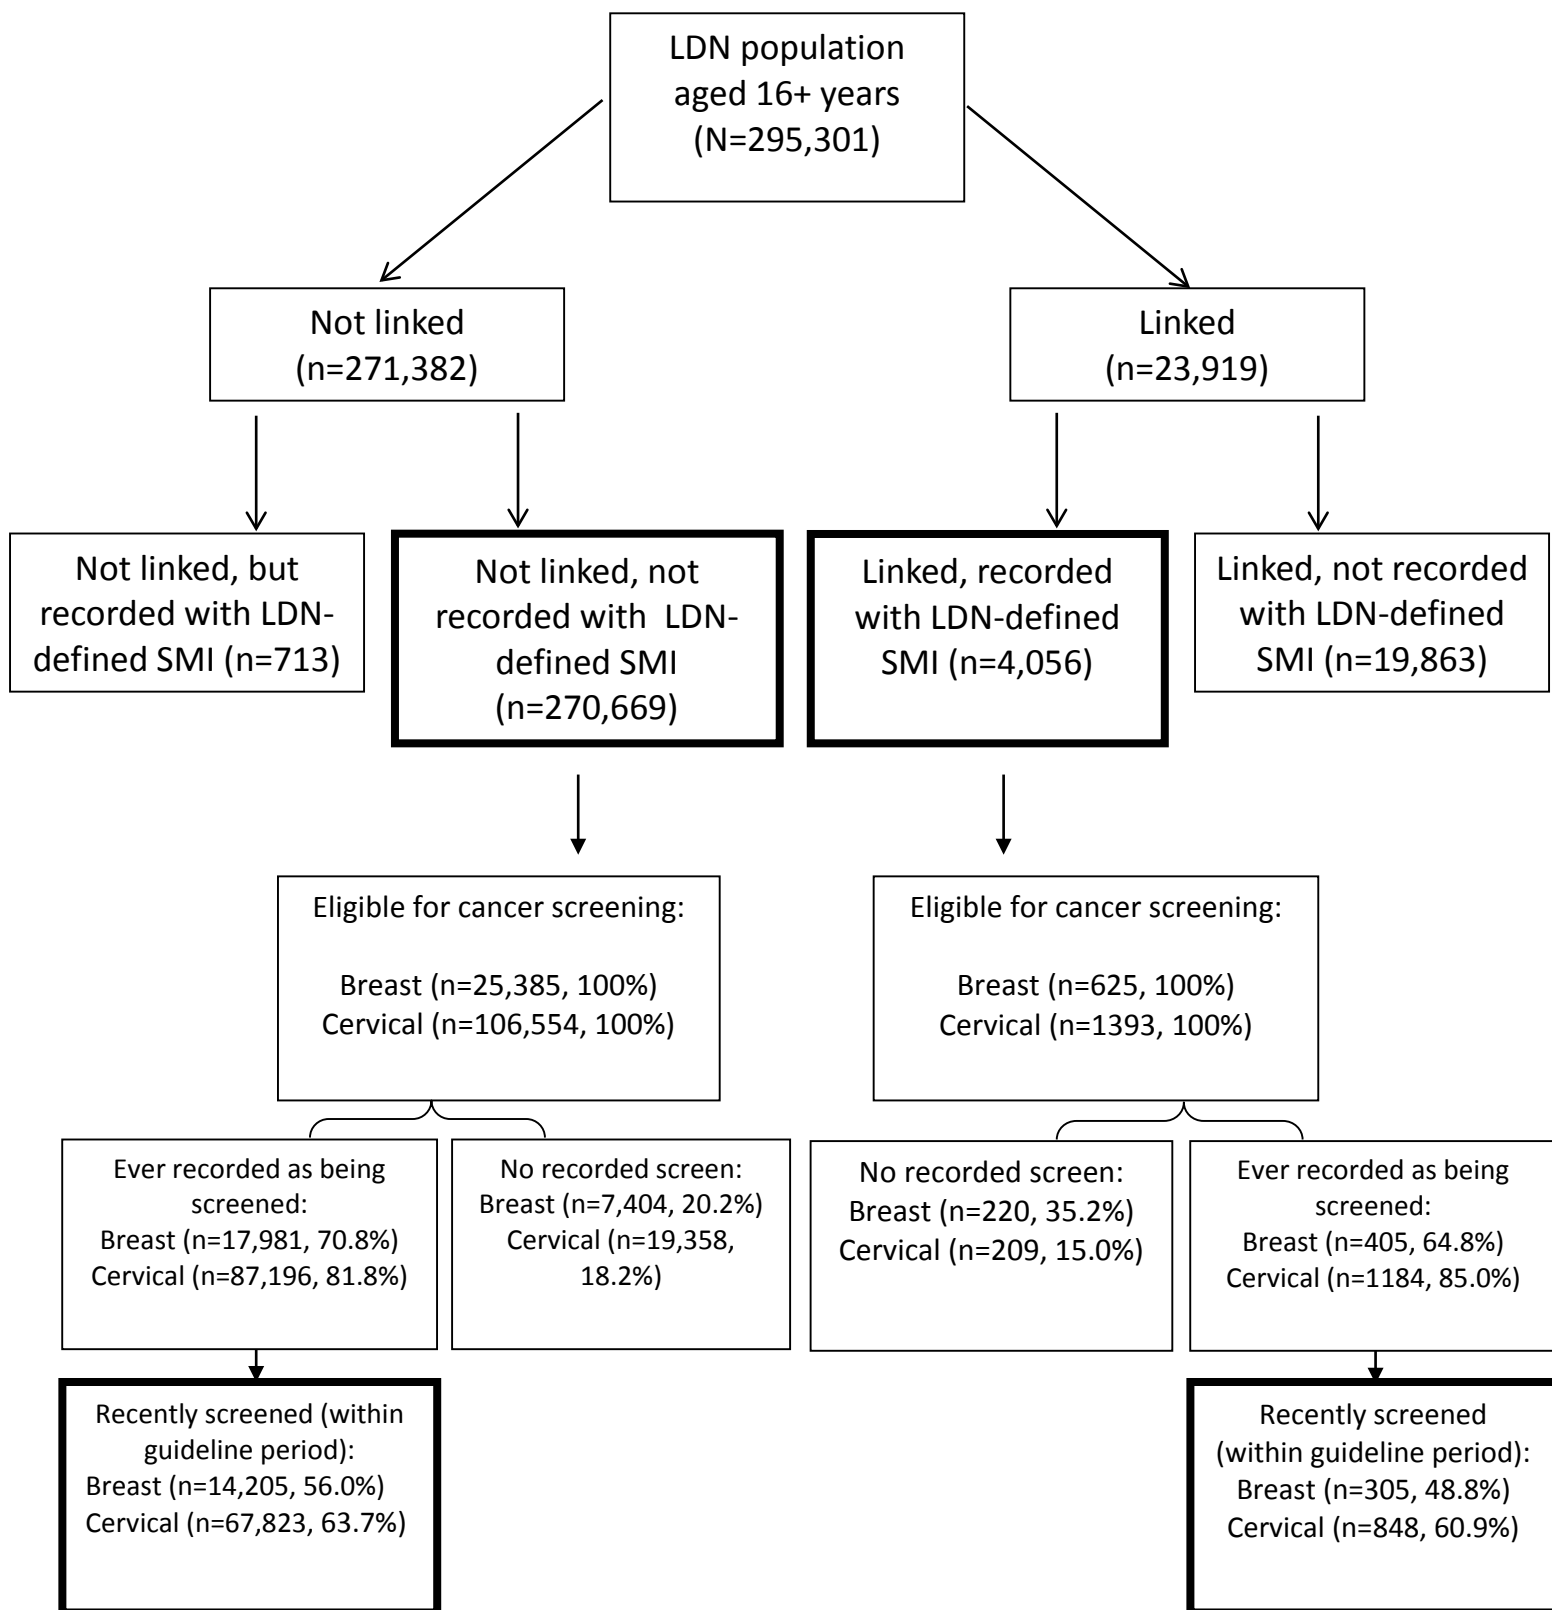 LDN population
aged 16+ years
(N=295,301)
Not linked
(n=271,382)
Linked
(n=23,919)
Not linked, but
recorded with LDN-
defined SMI (n=713)
Not linked, not
recorded with LDN-
defined SMI
(n=270,669)
Linked, recorded
with LDN-defined
SMI (n=4,056)
Linked, not recorded
with LDN-defined
SMI (n=19,863)
Eligible for cancer screening:
Breast (n=25,385, 100%)
Cervical (n=106,554, 100%)
Eligible for cancer screening:
Breast (n=625, 100%)
Cervical (n=1393, 100%)
Ever recorded as being
screened:
Breast (n=17,981, 70.8%)
Cervical (n=87,196, 81.8%)
No recorded screen:
Breast (n=7,404, 20.2%)
Cervical (n=19,358,
18.2%)
No recorded screen:
Breast (n=220, 35.2%)
Cervical (n=209, 15.0%)
Ever recorded as being
screened:
Breast (n=405, 64.8%)
Cervical (n=1184, 85.0%)
Recently screened (within
guideline period):
Breast (n=14,205, 56.0%)
Cervical (n=67,823, 63.7%)
Recently screened
(within guideline period):
Breast (n=305, 48.8%)
Cervical (n=848, 60.9%)